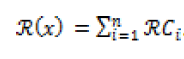 ℛ(x) = ∑ⁿᵢ₌₁ RCᵢ